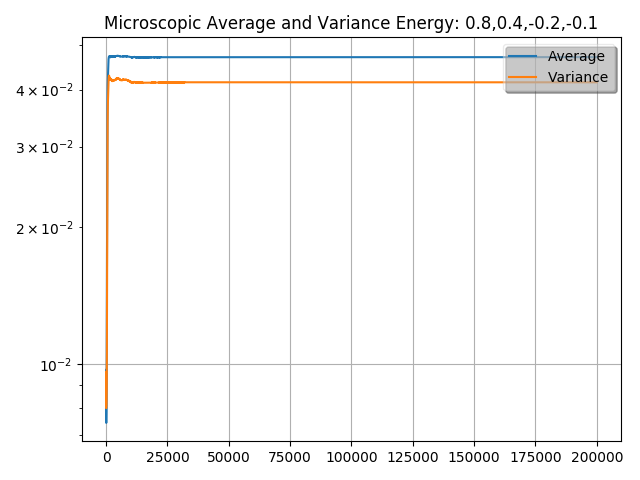 Microscopic Average and Variance Energy: 0.8,0.4,-0.2,-0.1
Average
Variance
4 × 10⁻²
3 × 10⁻²
2 × 10⁻²
10⁻²
0 25000 50000 75000 100000 125000 150000 175000 200000